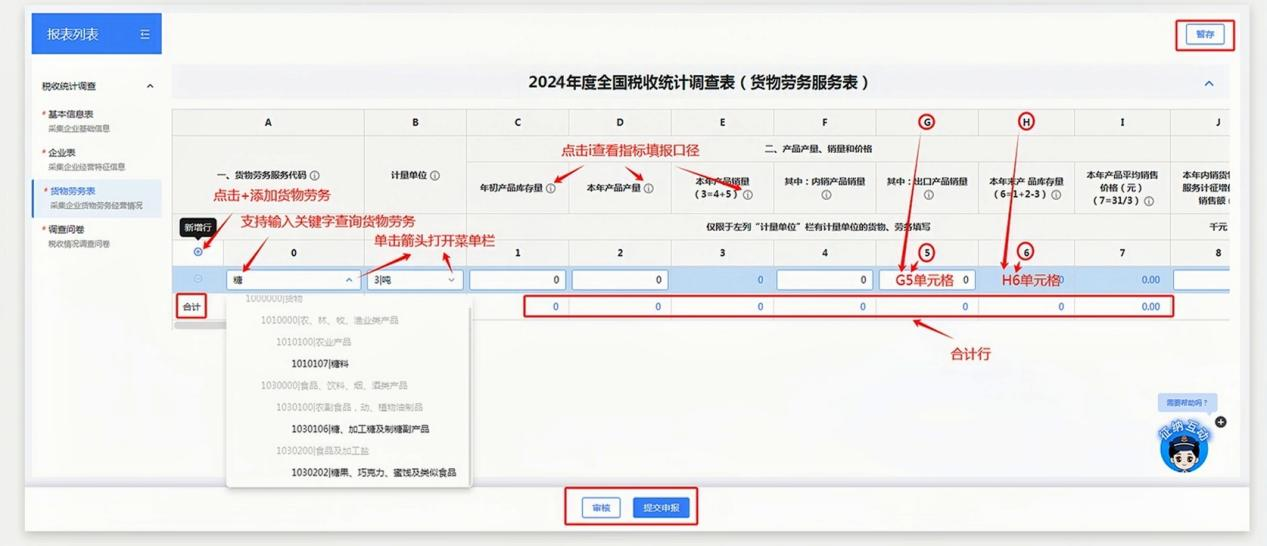 报表列表
暂存
税收统计调查
2024年度全国税收统计调查表（货物劳务服务表）
* 基本信息表
采集企业基础信息
* 企业表
采集企业经营特征信息
* 货物劳务表
采集企业货物劳务经营情况
* 调查问卷
税收情况调查问卷
A B C D E F G H I J
点击i查看指标填报口径
二、产品产量、销量和价格
一、货物劳务服务代码
计量单位
年初产品库存量
本年产品产量
本年产品销量
（3=4+5）
其中：内销产品销量
其中：出口产品销量
本年末产 品库存量
（6=1+2-3）
本年产品平均销售
价格（元）
（7=31/3）
本年内销货
服务计征增
销售额
点击+添加货物劳务
新增行
支持输入关键字查询货物劳务
仅限于左列“计量单位”栏有计量单位的货物、劳务填写
千元
单击箭头打开菜单栏
0 1 2 3 4 5 6 7 8
糖 3|吨 0 0 0 0 G5单元格 0 H6单元格 0 0.00
合计 0 0 0 0 0 0 0.00
合计行
1000000|货物
1010000|农、林、牧、渔业类产品
1010100|农业产品
1010107|糖料
1030000|食品、饮料、烟、酒类产品
1030100|农副食品，动、植物油制品
1030106|糖、加工糖及制糖副产品
1030200|食品及加工盐
1030202|糖果、巧克力、蜜饯及类似食品
需要帮助吗？
征纳互动
审核
提交申报